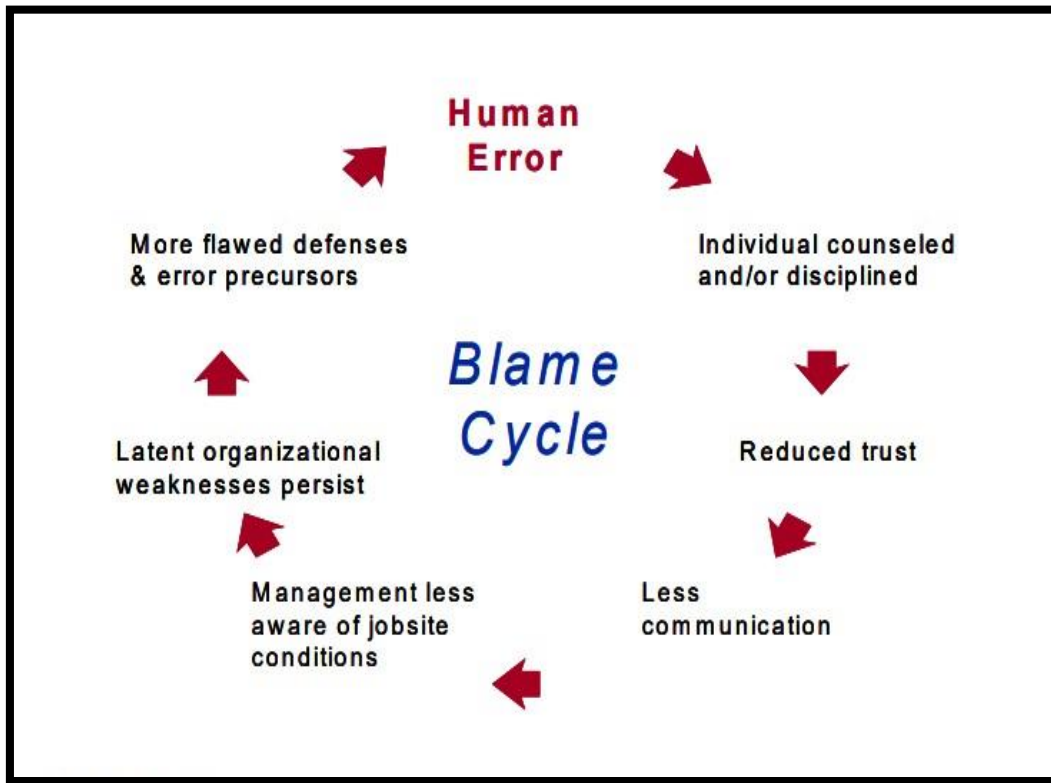 Human
Error
Individual counseled
and/or disciplined
Reduced trust
Less
communication
Management less
aware of jobsite
conditions
Latent organizational
weaknesses persist
More flawed defenses
& error precursors
Blame
Cycle